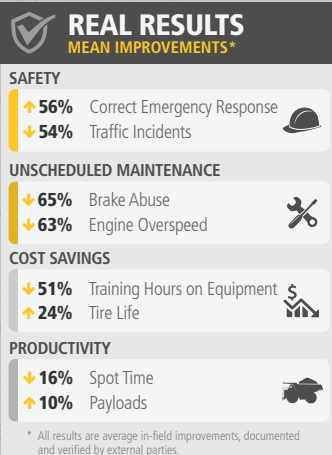 REAL RESULTS
MEAN IMPROVEMENTS*
SAFETY
↑56% Correct Emergency Response
↓54% Traffic Incidents
UNSCHEDULED MAINTENANCE
↓65% Brake Abuse
↓63% Engine Overspeed
COST SAVINGS
↓51% Training Hours on Equipment
$
↑24% Tire Life
PRODUCTIVITY
↓16% Spot Time
↑10% Payloads
* All results are average in-field improvements, documented
and verified by external parties.